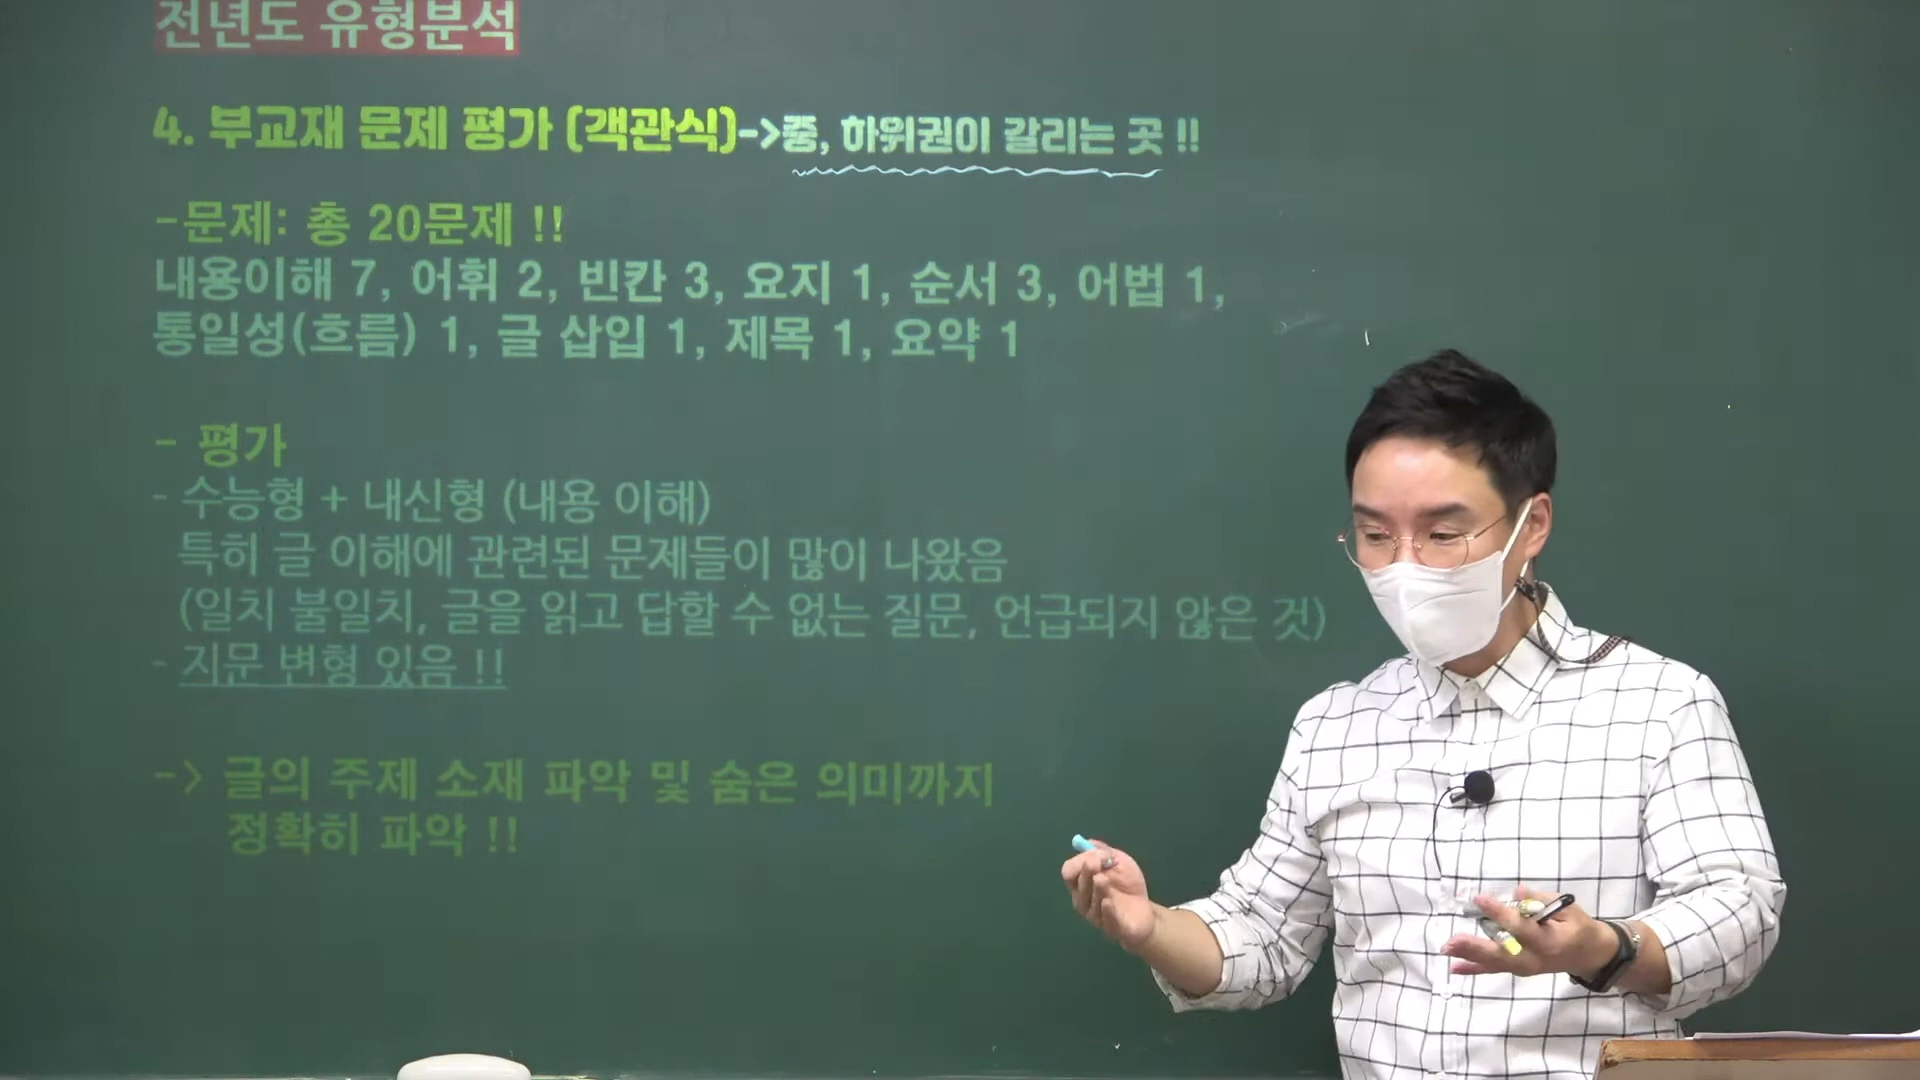 전년도 유형분석
4. 부교재 문제 평가 (객관식)->중, 하위권이 갈리는 곳 !!
-문제: 총 20문제 !!
내용이해 7, 어휘 2, 빈칸 3, 요지 1, 순서 3, 어법 1,
통일성(흐름) 1, 글 삽입 1, 제목 1, 요약 1
- 평가
- 수능형 + 내신형 (내용 이해)
특히 글 이해에 관련된 문제들이 많이 나왔음
(일치 불일치, 글을 읽고 답할 수 없는 질문, 언급되지 않은 것)
- 지문 변형 있음 !!
-> 글의 주제 소재 파악 및 숨은 의미까지
정확히 파악 !!